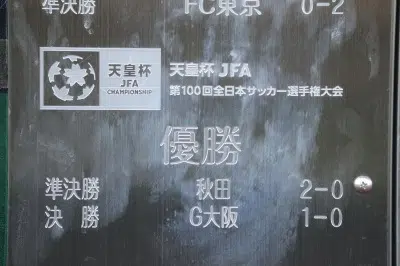 準決勝 FC東京 0-2
天皇杯 天皇杯 JFA
JFA
CHAMPIONSHIP 第100回全日本サッカー選手権大会
優勝
準決勝 秋田 2-0
決勝 G大阪 1-0